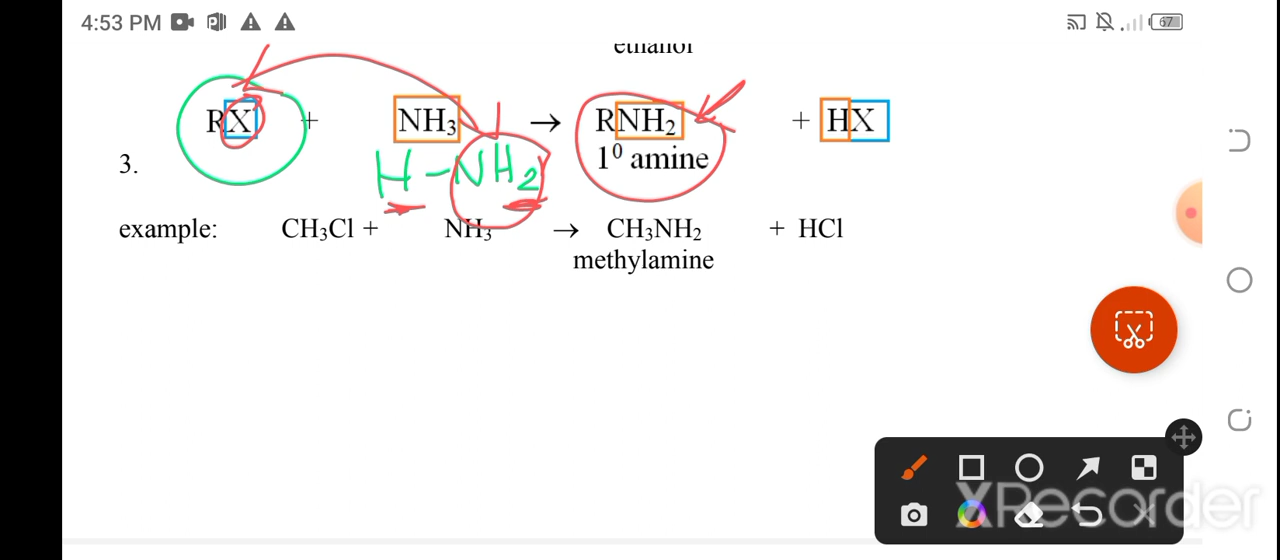 4:53 PM 67
ethanol
RX + NH₃ → RNH₂ + HX
H-NH₂
1⁰ amine
3.
example: CH₃Cl + NH₃ → CH₃NH₂ + HCl
methylamine
XRecorder